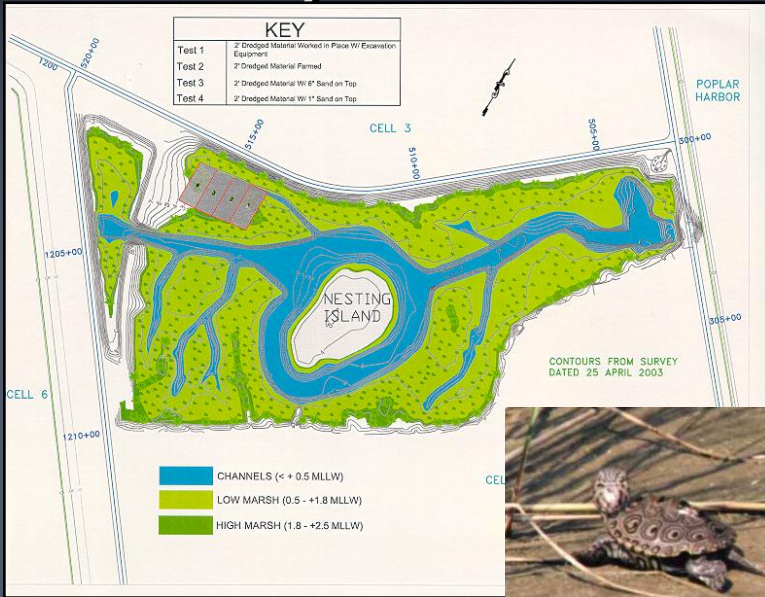 KEY
Test 1 2' Dredged Material Worked in Place W/ Excavation
Equipment
Test 2 2' Dredged Material Farmed
Test 3 2' Dredged Material W/ 6" Sand on Top
Test 4 2' Dredged Material W/ 1" Sand on Top
1200
1520+00
POPLAR
HARBOR
CELL 3
1515+00
510+00
505+00
300+00
1205+00
NESTING
ISLAND
305+00
CONTOURS FROM SURVEY
DATED 25 APRIL 2003
CELL 6
1210+00
CHANNELS (< + 0.5 MLLW)
CEL
LOW MARSH (0.5 - +1.8 MLLW)
HIGH MARSH (1.8 - +2.5 MLLW)